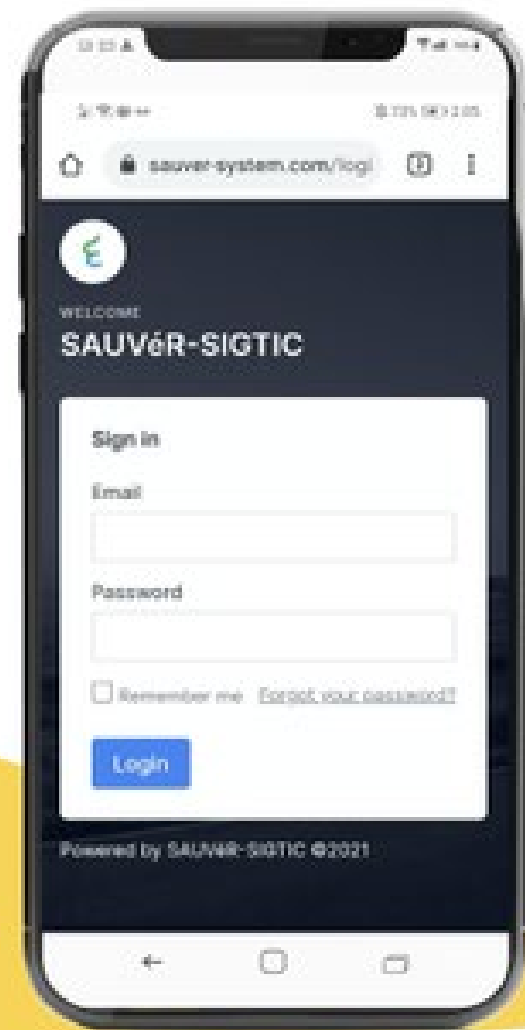 sauver-system.com/logi
WELCOME
SAUVéR-SIGTIC
Sign in
Email
Password
Remember me Forgot your password?
Login
Powered by SAUVéR-SIGTIC ©2021